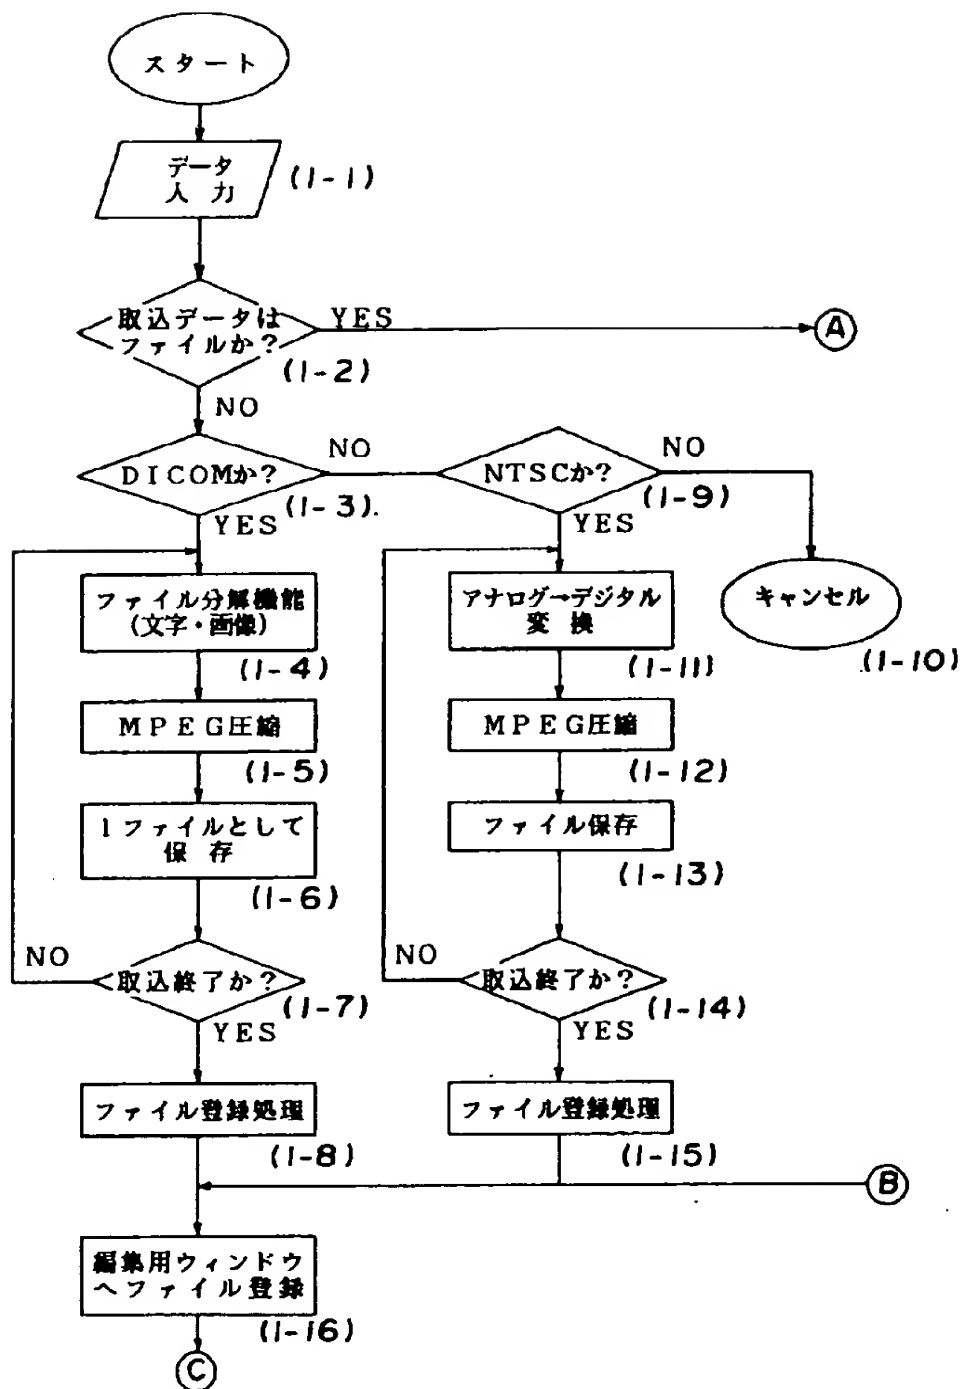 スタート
データ
入力
(1-1)
取込データは
ファイルか?
YES
A
(1-2)
NO
DICOMか?
NO
(1-3).
YES
NTSCか?
NO
(1-9)
YES
ファイル分解機能
(文字・画像)
(1-4)
アナログ→デジタル
変換
(1-11)
キャンセル
(1-10)
MPEG圧縮
(1-5)
MPEG圧縮
(1-12)
1ファイルとして
保存
(1-6)
ファイル保存
(1-13)
NO
取込終了か?
(1-7)
YES
NO
取込終了か?
(1-14)
YES
ファイル登録処理
(1-8)
ファイル登録処理
(1-15)
B
編集用ウィンドウ
へファイル登録
(1-16)
C